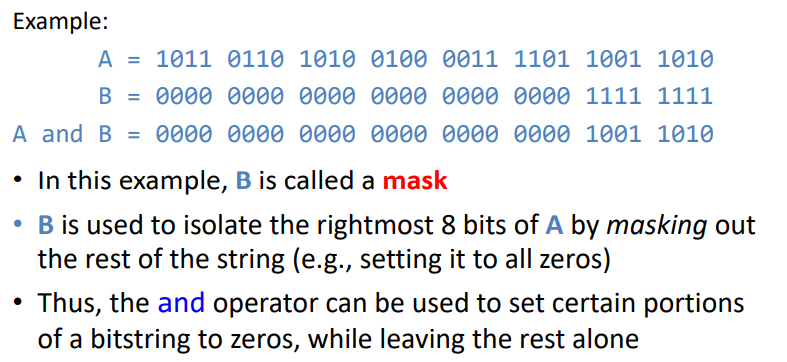 Example:
A = 1011 0110 1010 0100 0011 1101 1001 1010
B = 0000 0000 0000 0000 0000 0000 1111 1111
A and B = 0000 0000 0000 0000 0000 0000 1001 1010
• In this example, B is called a mask
• B is used to isolate the rightmost 8 bits of A by masking out
the rest of the string (e.g., setting it to all zeros)
• Thus, the and operator can be used to set certain portions
of a bitstring to zeros, while leaving the rest alone